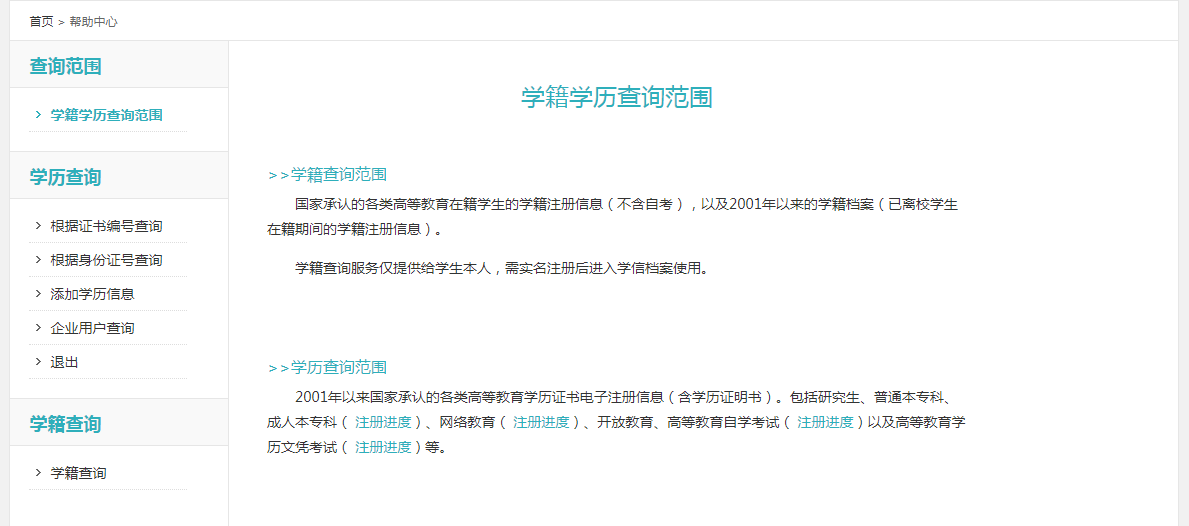 首页 > 帮助中心
查询范围
> 学籍学历查询范围
学历查询
> 根据证书编号查询
> 根据身份证号查询
> 添加学历信息
> 企业用户查询
> 退出
学籍查询
> 学籍查询
学籍学历查询范围
>>学籍查询范围
国家承认的各类高等教育在籍学生的学籍注册信息（不含自考），以及2001年以来的学籍档案（已离校学生
在籍期间的学籍注册信息）。
学籍查询服务仅提供给学生本人，需实名注册后进入学信档案使用。
>>学历查询范围
2001年以来国家承认的各类高等教育学历证书电子注册信息（含学历证明书）。包括研究生、普通本专科、
成人本专科（ 注册进度）、网络教育（ 注册进度）、开放教育、高等教育自学考试（ 注册进度）以及高等教育学
历文凭考试（ 注册进度）等。